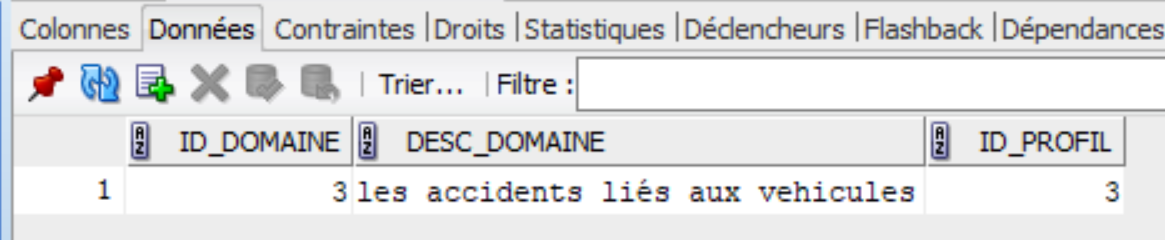 Colonnes Données Contraintes |Droits |Statistiques |Déclencheurs |Flashback |Dépendances
Trier... Filtre :
ID_DOMAINE DESC_DOMAINE ID_PROFIL
1 3 les accidents liés aux vehicules 3